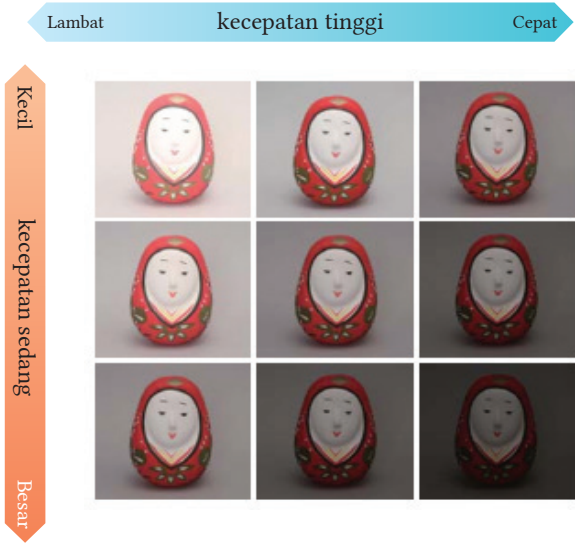 Lambat kecepatan tinggi Cepat
Kecil
kecepatan sedang
Besar